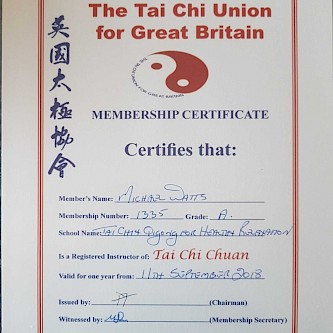 The Tai Chi Union
for Great Britain
英國太極協會
MEMBERSHIP CERTIFICATE
Certifies that:
Member's Name: MICHAEL WATTS
Membership Number: 1335 Grade: A.
School Name: TAI CHI & QIGONG FOR HEALTH & RELAXATION
Is a Registered Instructor of: Tai Chi Chuan
Valid for one year from: 11TH SEPTEMBER 2018
Issued by: (Chairman)
Witnessed by: (Membership Secretary)